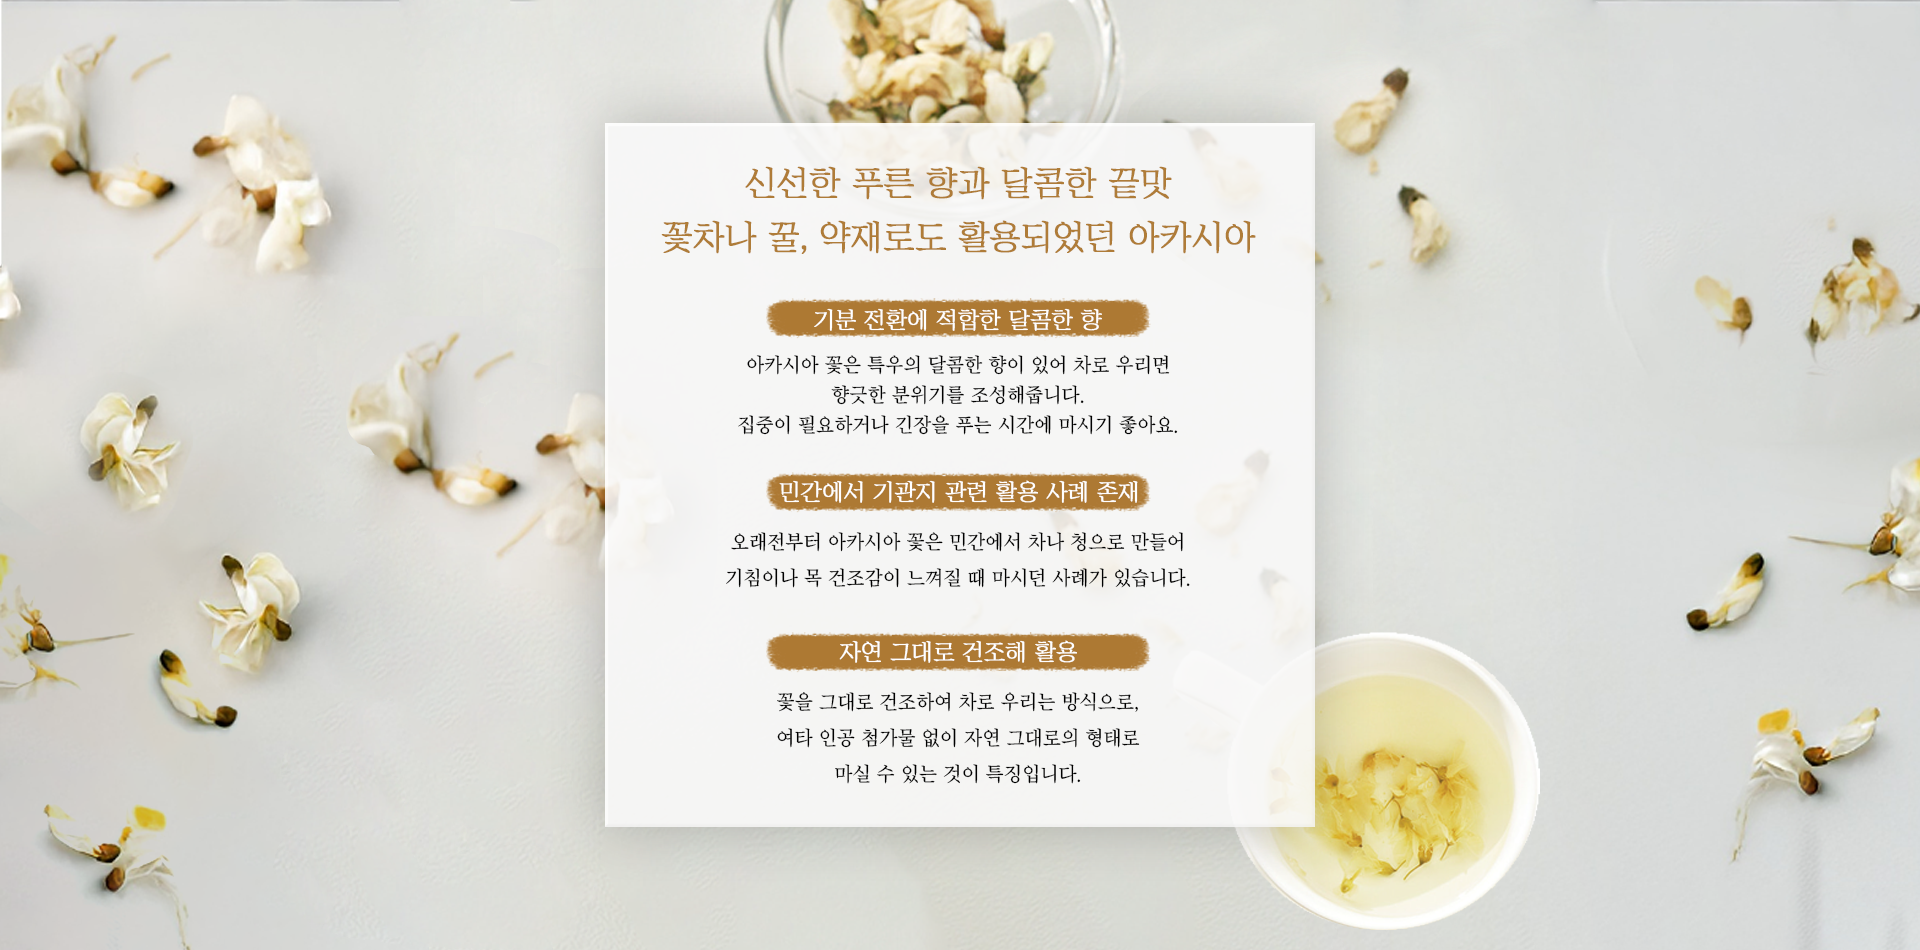 신선한 푸른 향과 달콤한 끝맛
꽃차나 꿀, 약재로도 활용되었던 아카시아
기분 전환에 적합한 달콤한 향
아카시아 꽃은 특우의 달콤한 향이 있어 차로 우리면
향긋한 분위기를 조성해줍니다.
집중이 필요하거나 긴장을 푸는 시간에 마시기 좋아요.
민간에서 기관지 관련 활용 사례 존재
오래전부터 아카시아 꽃은 민간에서 차나 청으로 만들어
기침이나 목 건조감이 느껴질 때 마시던 사례가 있습니다.
자연 그대로 건조해 활용
꽃을 그대로 건조하여 차로 우리는 방식으로,
여타 인공 첨가물 없이 자연 그대로의 형태로
마실 수 있는 것이 특징입니다.